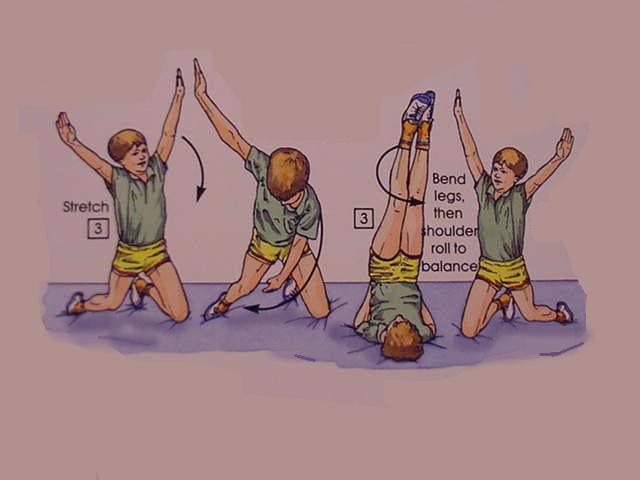 Stretch
3
3
Bend
legs,
then
shoulder
roll to
balance